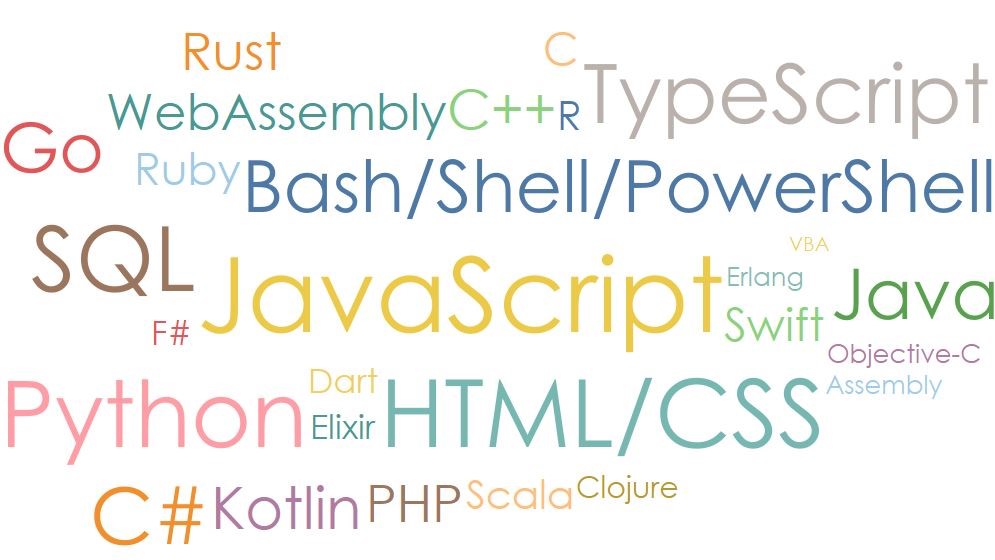 Rust
C
TypeScript
WebAssembly
C++
R
Go
Ruby
Bash/Shell/PowerShell
SQL
VBA
JavaScript
Erlang
Java
Swift
F#
Objective-C
Dart
Assembly
Python
HTML/CSS
Elixir
C#
Kotlin
PHP
Scala
Clojure